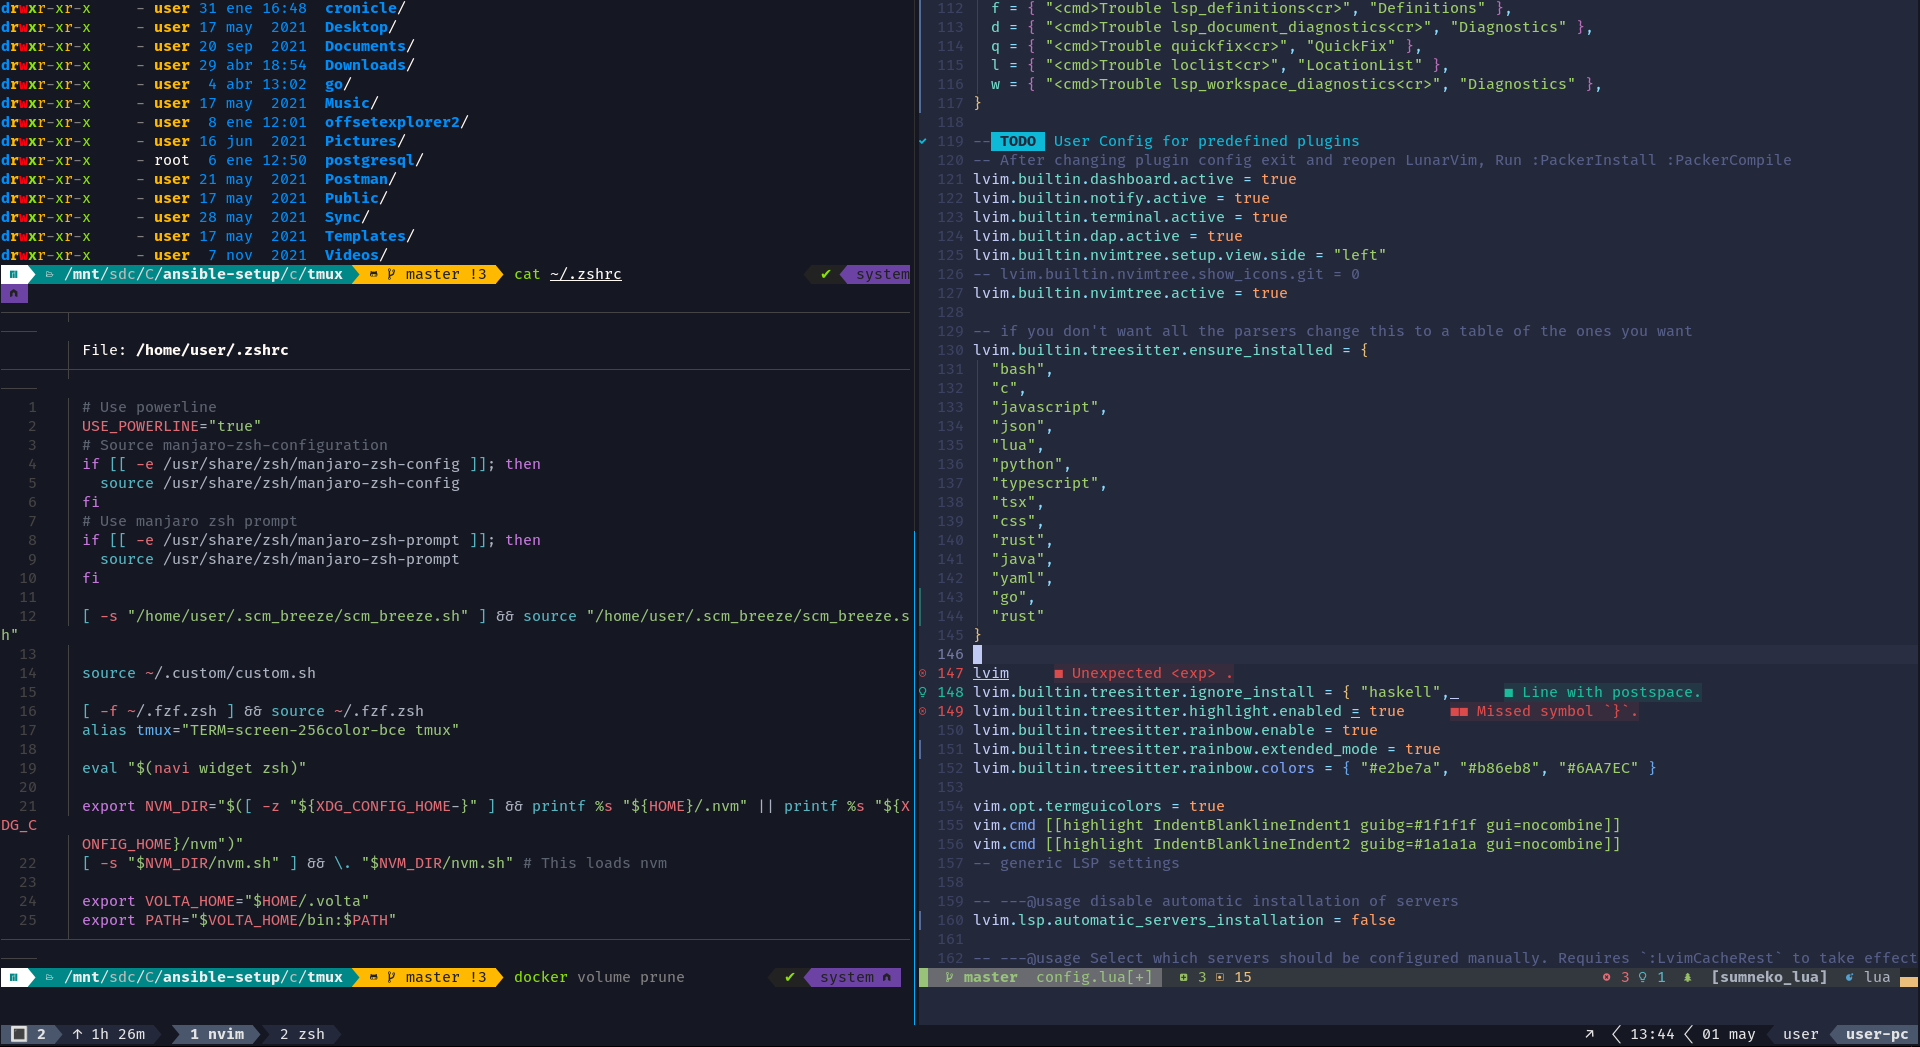 drwxr-xr-x     - user 31 ene 16:48  cronicle/
drwxr-xr-x     - user 17 may  2021  Desktop/
drwxr-xr-x     - user 20 sep  2021  Documents/
drwxr-xr-x     - user 29 abr 18:54  Downloads/
drwxr-xr-x     - user  4 abr 13:02  go/
drwxr-xr-x     - user 17 may  2021  Music/
drwxr-xr-x     - user  8 ene 12:01  offsetexplorer2/
drwxr-xr-x     - user 16 jun  2021  Pictures/
drwxr-xr-x     - root  6 ene 12:50  postgresql/
drwxr-xr-x     - user 21 may  2021  Postman/
drwxr-xr-x     - user 17 may  2021  Public/
drwxr-xr-x     - user 28 may  2021  Sync/
drwxr-xr-x     - user 17 may  2021  Templates/
drwxr-xr-x     - user  7 nov  2021  Videos/
/mnt/sdc/C/ansible-setup/c/tmux  master !3  cat ~/.zshrc  ✔  system
File: /home/user/.zshrc
1 # Use powerline
2 USE_POWERLINE="true"
3 # Source manjaro-zsh-configuration
4 if [[ -e /usr/share/zsh/manjaro-zsh-config ]]; then
5   source /usr/share/zsh/manjaro-zsh-config
6 fi
7 # Use manjaro zsh prompt
8 if [[ -e /usr/share/zsh/manjaro-zsh-prompt ]]; then
9   source /usr/share/zsh/manjaro-zsh-prompt
10 fi
11
12 [ -s "/home/user/.scm_breeze/scm_breeze.sh" ] && source "/home/user/.scm_breeze/scm_breeze.s
h"
13
14 source ~/.custom/custom.sh
15
16 [ -f ~/.fzf.zsh ] && source ~/.fzf.zsh
17 alias tmux="TERM=screen-256color-bce tmux"
18
19 eval "$(navi widget zsh)"
20
21 export NVM_DIR="$([ -z "${XDG_CONFIG_HOME-}" ] && printf %s "${HOME}/.nvm" || printf %s "${X
DG_C
ONFIG_HOME}/nvm")"
22 [ -s "$NVM_DIR/nvm.sh" ] && \. "$NVM_DIR/nvm.sh" # This loads nvm
23
24 export VOLTA_HOME="$HOME/.volta"
25 export PATH="$VOLTA_HOME/bin:$PATH"
/mnt/sdc/C/ansible-setup/c/tmux  master !3  docker volume prune  ✔  system
112   f = { "<cmd>Trouble lsp_definitions<cr>", "Definitions" },
113   d = { "<cmd>Trouble lsp_document_diagnostics<cr>", "Diagnostics" },
114   q = { "<cmd>Trouble quickfix<cr>", "QuickFix" },
115   l = { "<cmd>Trouble loclist<cr>", "LocationList" },
116   w = { "<cmd>Trouble lsp_workspace_diagnostics<cr>", "Diagnostics" },
117 }
118
119 -- TODO User Config for predefined plugins
120 -- After changing plugin config exit and reopen LunarVim, Run :PackerInstall :PackerCompile
121 lvim.builtin.dashboard.active = true
122 lvim.builtin.notify.active = true
123 lvim.builtin.terminal.active = true
124 lvim.builtin.dap.active = true
125 lvim.builtin.nvimtree.setup.view.side = "left"
126 -- lvim.builtin.nvimtree.show_icons.git = 0
127 lvim.builtin.nvimtree.active = true
128
129 -- if you don't want all the parsers change this to a table of the ones you want
130 lvim.builtin.treesitter.ensure_installed = {
131   "bash",
132   "c",
133   "javascript",
134   "json",
135   "lua",
136   "python",
137   "typescript",
138   "tsx",
139   "css",
140   "rust",
141   "java",
142   "yaml",
143   "go",
144   "rust"
145 }
146
147 lvim     ■ Unexpected <exp> .
148 lvim.builtin.treesitter.ignore_install = { "haskell",_     ■ Line with postspace.
149 lvim.builtin.treesitter.highlight.enabled = true     ■■ Missed symbol `}`.
150 lvim.builtin.treesitter.rainbow.enable = true
151 lvim.builtin.treesitter.rainbow.extended_mode = true
152 lvim.builtin.treesitter.rainbow.colors = { "#e2be7a", "#b86eb8", "#6AA7EC" }
153
154 vim.opt.termguicolors = true
155 vim.cmd [[highlight IndentBlanklineIndent1 guibg=#1f1f1f gui=nocombine]]
156 vim.cmd [[highlight IndentBlanklineIndent2 guibg=#1a1a1a gui=nocombine]]
157 -- generic LSP settings
158
159 -- ---@usage disable automatic installation of servers
160 lvim.lsp.automatic_servers_installation = false
161
162 -- ---@usage Select which servers should be configured manually. Requires `:LvimCacheRest` to take effect
master  config.lua[+]  3  15  3  1  [sumneko_lua]  lua
2  ↑ 1h 26m  1 nvim  2 zsh  ↗  13:44  01 may  user  user-pc